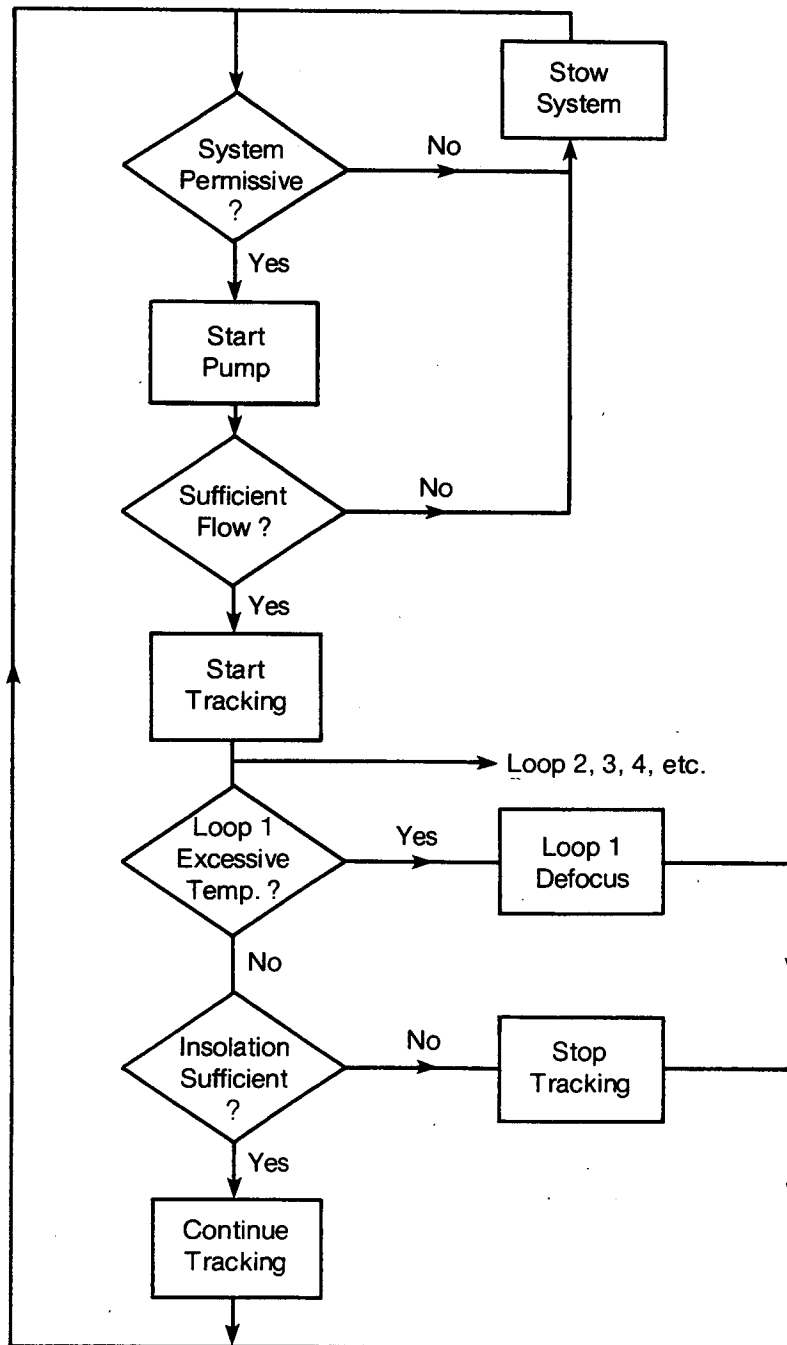 Stow
System
System
Permissive
?
No
Yes
Start
Pump
Sufficient
Flow ?
No
Yes
Start
Tracking
Loop 2, 3, 4, etc.
Loop 1
Excessive
Temp. ?
Yes
Loop 1
Defocus
No
Insolation
Sufficient
?
No
Stop
Tracking
Yes
Continue
Tracking